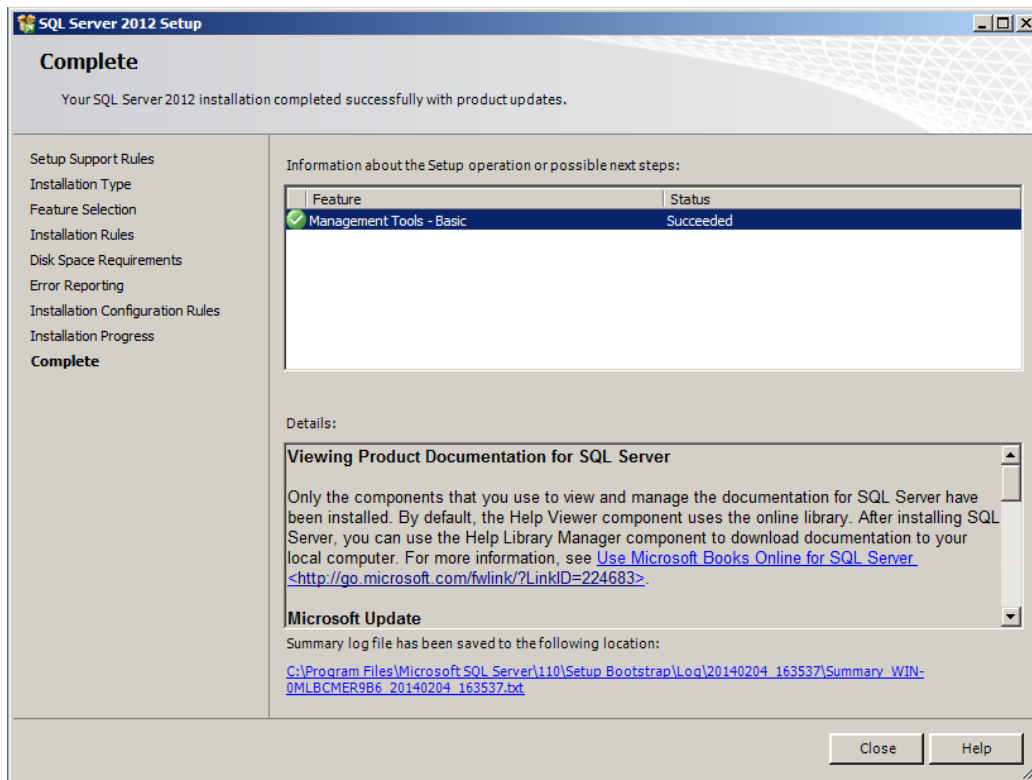 SQL Server 2012 Setup
Complete
Your SQL Server 2012 installation completed successfully with product updates.
Setup Support Rules
Installation Type
Feature Selection
Installation Rules
Disk Space Requirements
Error Reporting
Installation Configuration Rules
Installation Progress
Complete
Information about the Setup operation or possible next steps:
Feature Status
Management Tools - Basic Succeeded
Details:
Viewing Product Documentation for SQL Server
Only the components that you use to view and manage the documentation for SQL Server have
been installed. By default, the Help Viewer component uses the online library. After installing SQL
Server, you can use the Help Library Manager component to download documentation to your
local computer. For more information, see Use Microsoft Books Online for SQL Server
<http://go.microsoft.com/fwlink/?LinkID=224683>.
Microsoft Update
Summary log file has been saved to the following location:
C:\Program Files\Microsoft SQL Server\110\Setup Bootstrap\Log\20140204_163537\Summary_WIN-
0MLBCMER9B6_20140204_163537.txt
Close Help